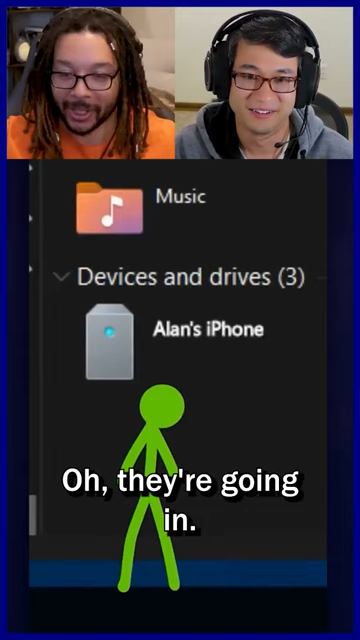 Music
Devices and drives (3)
Alan's iPhone
Oh, they're going
in.